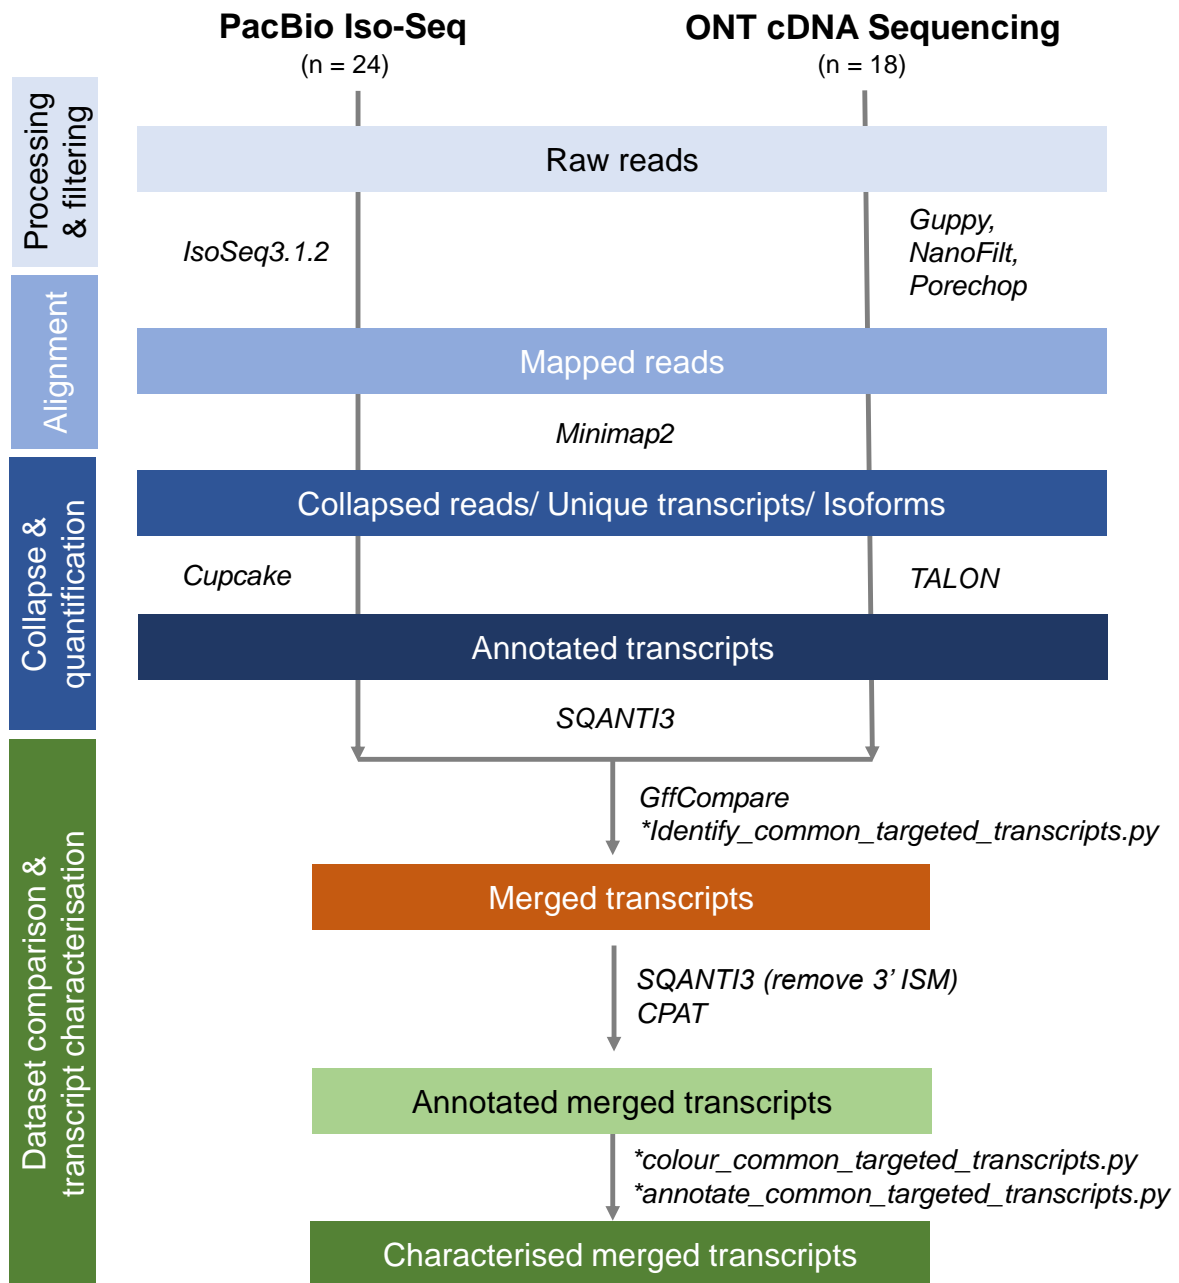 PacBio Iso-Seq
(n = 24)
ONT cDNA Sequencing
(n = 18)
Processing
& filtering
Raw reads
IsoSeq3.1.2
Guppy,
NanoFilt,
Porechop
Alignment
Mapped reads
Minimap2
Collapse &
quantification
Collapsed reads/ Unique transcripts/ Isoforms
Cupcake
TALON
Annotated transcripts
SQANTI3
Dataset comparison &
transcript characterisation
GffCompare
*Identify_common_targeted_transcripts.py
Merged transcripts
SQANTI3 (remove 3’ ISM)
CPAT
Annotated merged transcripts
*colour_common_targeted_transcripts.py
*annotate_common_targeted_transcripts.py
Characterised merged transcripts